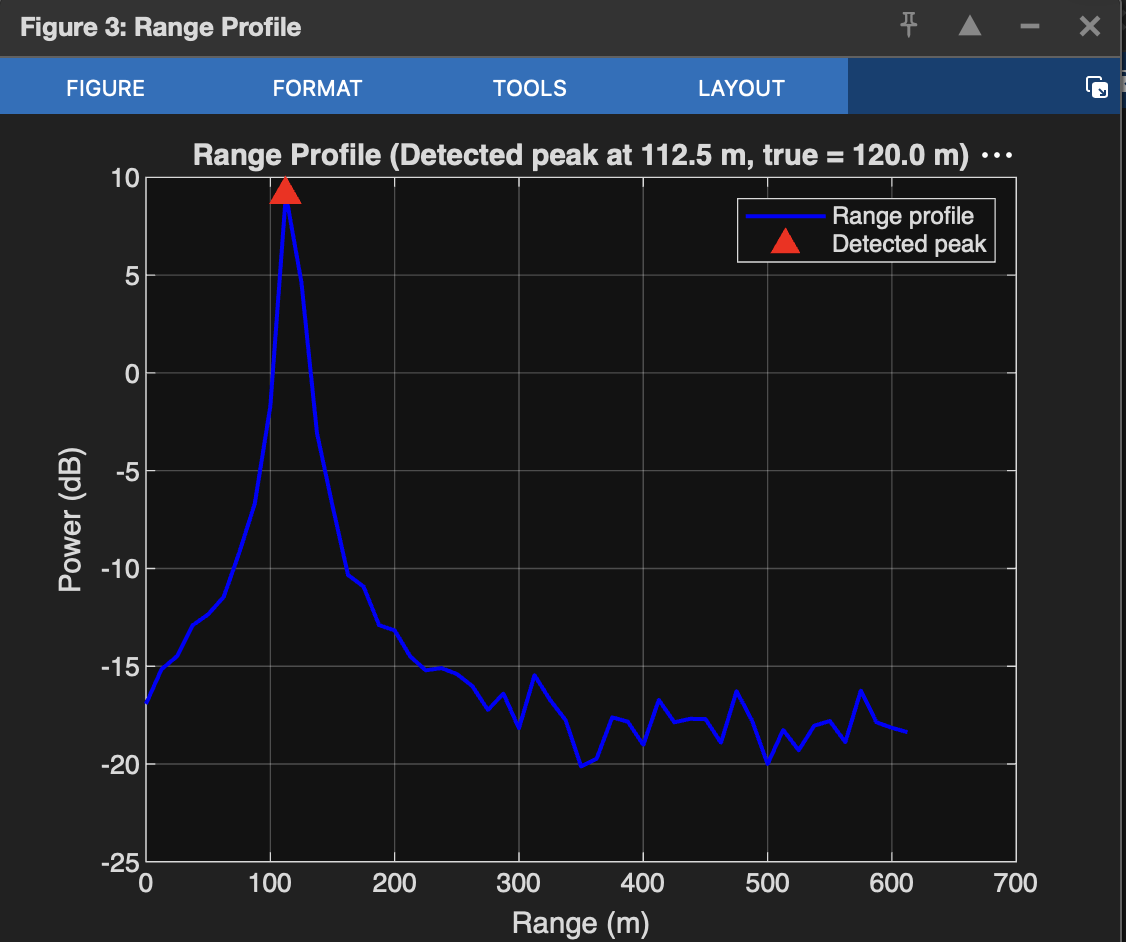 Figure 3: Range Profile
FIGURE FORMAT TOOLS LAYOUT
Range Profile (Detected peak at 112.5 m, true = 120.0 m) ...
Range profile
Detected peak
10
5
0
-5
-10
-15
-20
-25
Power (dB)
0 100 200 300 400 500 600 700
Range (m)